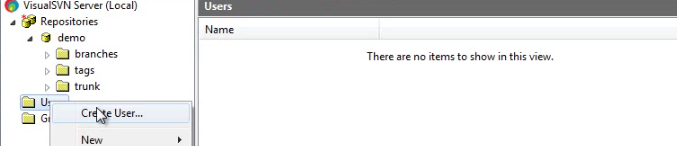 VisualSVN Server (Local)
Repositories
demo
branches
tags
trunk
Users
Name
There are no items to show in this view.
Create User...
New